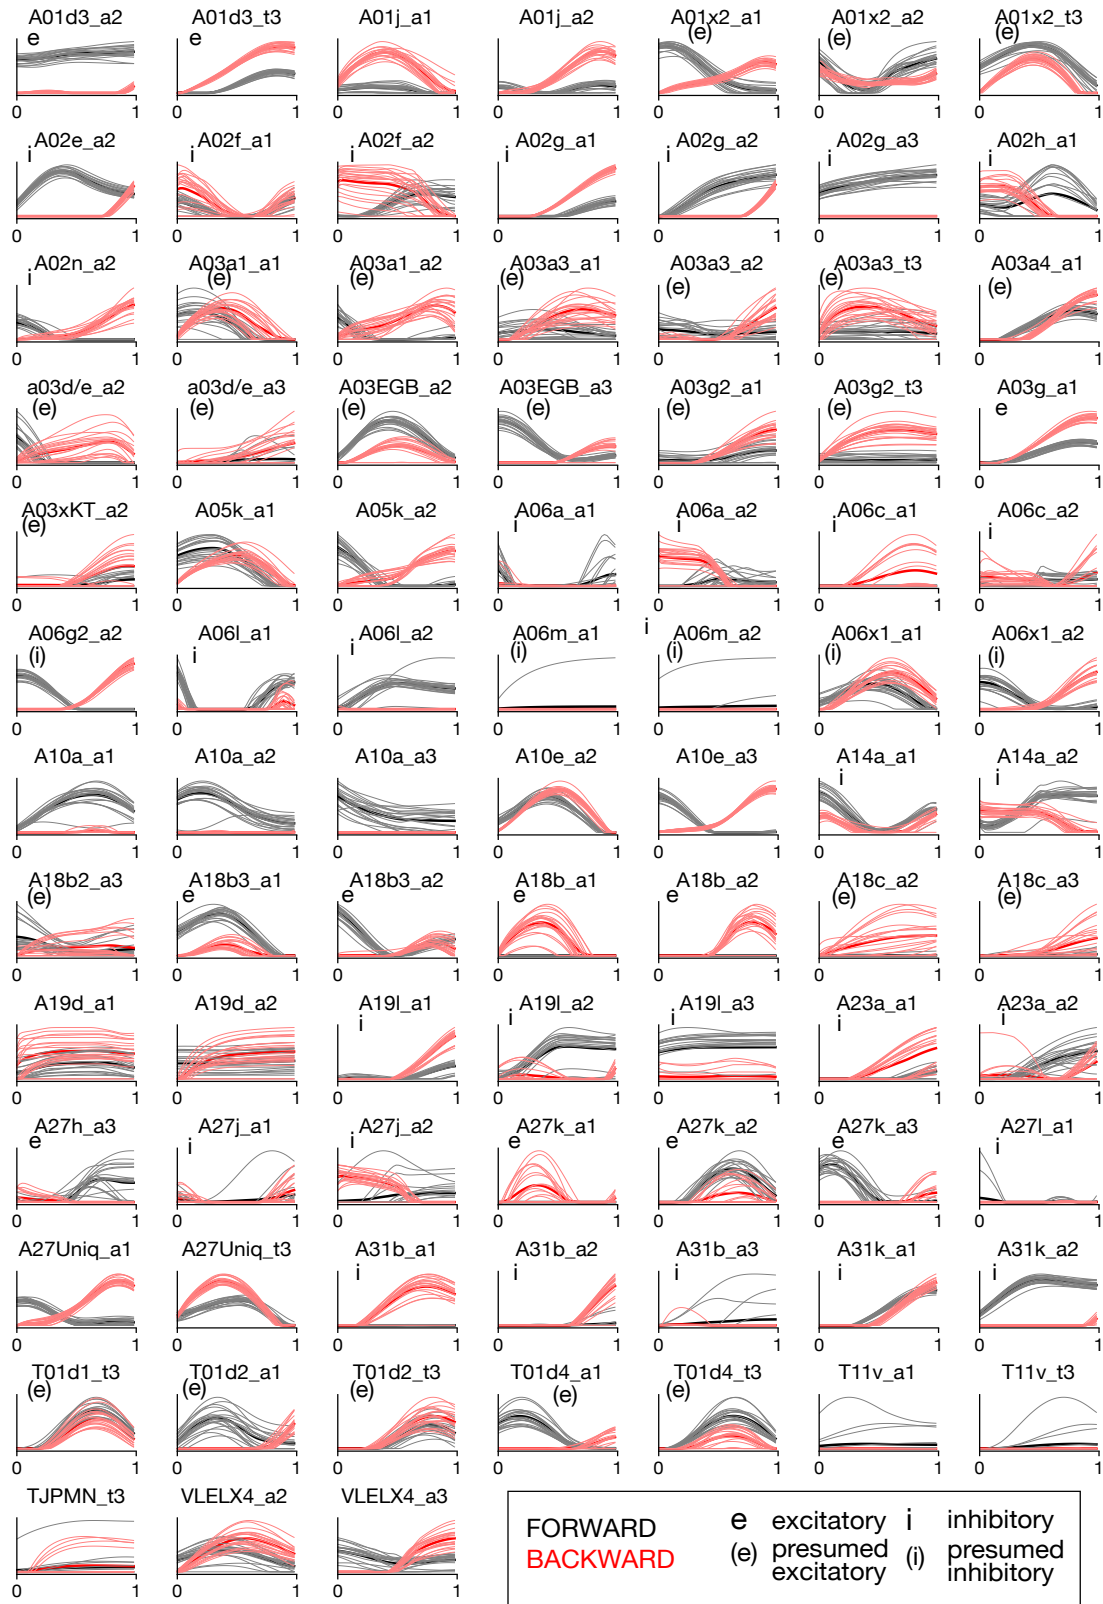 A01d3_a2 A01d3_t3 A01j_a1 A01j_a2 A01x2_a1 A01x2_a2 A01x2_t3
e e (e) (e) (e)
0 1 0 1 0 1 0 1 0 1 0 1 0 1
A02e_a2 A02f_a1 A02f_a2 A02g_a1 A02g_a2 A02g_a3 A02h_a1
i i i i i i i
0 1 0 1 0 1 0 1 0 1 0 1 0 1
A02n_a2 A03a1_a1 A03a1_a2 A03a3_a1 A03a3_a2 A03a3_t3 A03a4_a1
i (e) (e) (e) (e) (e) (e)
0 1 0 1 0 1 0 1 0 1 0 1 0 1
a03d/e_a2 a03d/e_a3 A03EGB_a2 A03EGB_a3 A03g2_a1 A03g2_t3 A03g_a1
(e) (e) (e) (e) (e) (e) e
0 1 0 1 0 1 0 1 0 1 0 1 0 1
A03xKT_a2 A05k_a1 A05k_a2 A06a_a1 A06a_a2 A06c_a1 A06c_a2
(e) i i i i
0 1 0 1 0 1 0 1 0 1 0 1 0 1
i
A06g2_a2 A06l_a1 A06l_a2 A06m_a1 A06m_a2 A06x1_a1 A06x1_a2
(i) i i (i) (i) (i) (i)
0 1 0 1 0 1 0 1 0 1 0 1 0 1
A10a_a1 A10a_a2 A10a_a3 A10e_a2 A10e_a3 A14a_a1 A14a_a2
i i
0 1 0 1 0 1 0 1 0 1 0 1 0 1
A18b2_a3 A18b3_a1 A18b3_a2 A18b_a1 A18b_a2 A18c_a2 A18c_a3
(e) e e e e (e) (e)
0 1 0 1 0 1 0 1 0 1 0 1 0 1
A19d_a1 A19d_a2 A19l_a1 A19l_a2 A19l_a3 A23a_a1 A23a_a2
i i i i i
0 1 0 1 0 1 0 1 0 1 0 1 0 1
A27h_a3 A27j_a1 A27j_a2 A27k_a1 A27k_a2 A27k_a3 A27l_a1
e i i e e e i
0 1 0 1 0 1 0 1 0 1 0 1 0 1
A27Uniq_a1 A27Uniq_t3 A31b_a1 A31b_a2 A31b_a3 A31k_a1 A31k_a2
i i i i i
0 1 0 1 0 1 0 1 0 1 0 1 0 1
T01d1_t3 T01d2_a1 T01d2_t3 T01d4_a1 T01d4_t3 T11v_a1 T11v_t3
(e) (e) (e) (e) (e)
0 1 0 1 0 1 0 1 0 1 0 1 0 1
TJPMN_t3 VLELX4_a2 VLELX4_a3
0 1 0 1 0 1
FORWARD e excitatory i inhibitory
BACKWARD (e) presumed (i) presumed
excitatory inhibitory